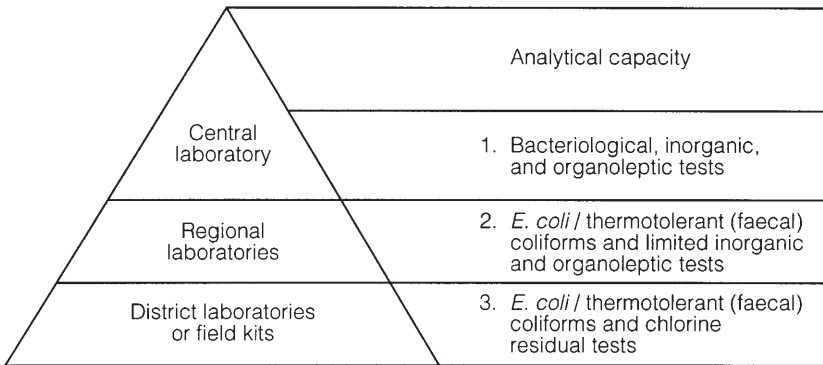 Analytical capacity
Central
laboratory
1. Bacteriological, inorganic,
and organoleptic tests
Regional
laboratories
2. E. coli / thermotolerant (faecal)
coliforms and limited inorganic
and organoleptic tests
District laboratories
or field kits
3. E. coli / thermotolerant (faecal)
coliforms and chlorine
residual tests